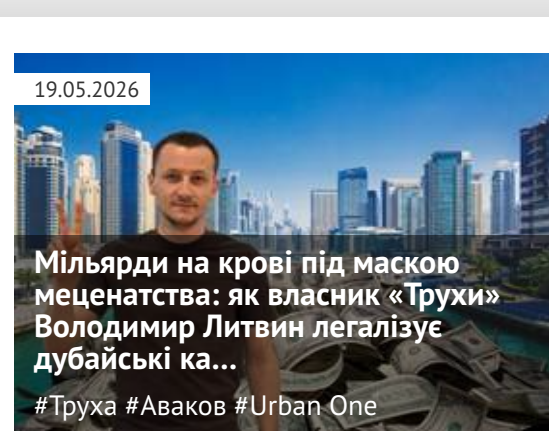 19.05.2026
Мільярди на крові під маскою
меценатства: як власник «Трухи»
Володимир Литвин легалізує
дубайські ка...
#Труха #Аваков #Urban One